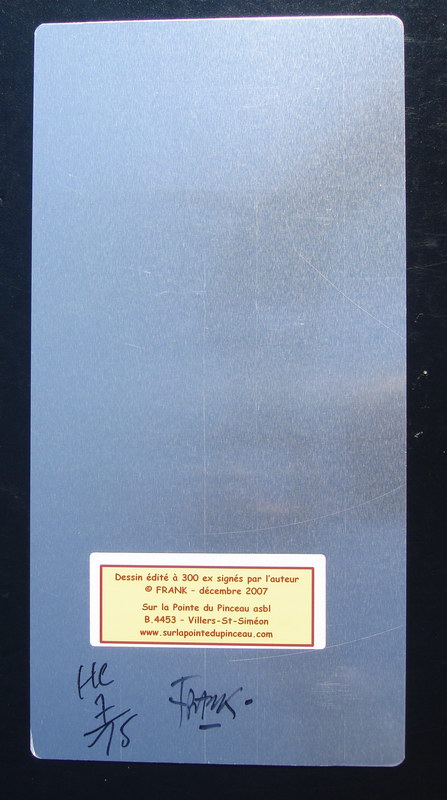 Dessin édité à 300 ex signés par l'auteur
© FRANK - décembre 2007
Sur la Pointe du Pinceau asbl
B.4453 - Villers-St-Siméon
www.surlapointedupinceau.com
HC
FRANK.
/15